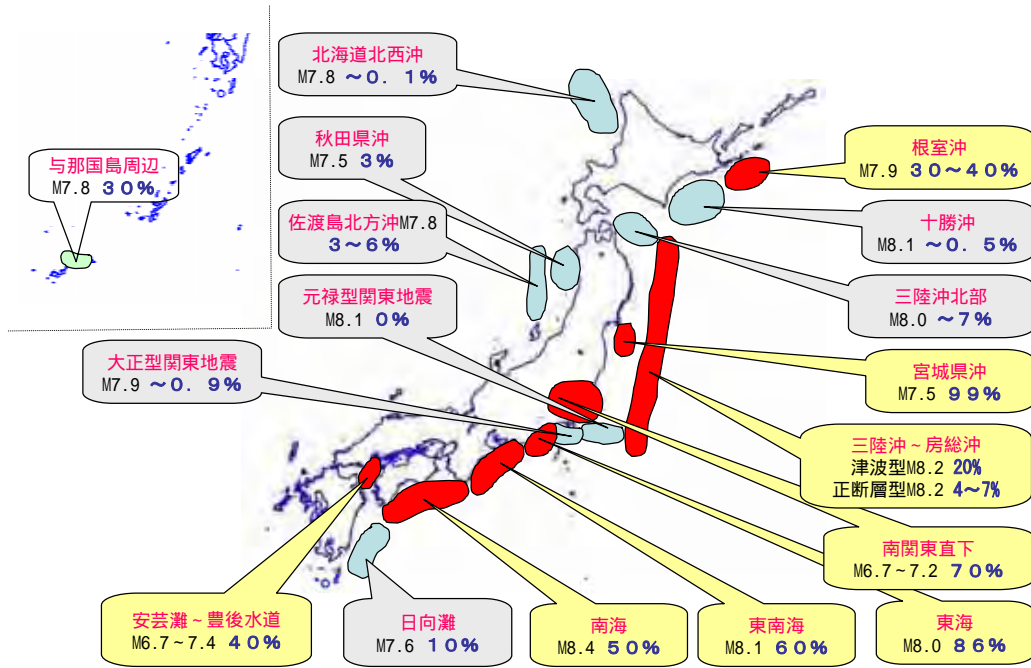 北海道北西沖
M7.8 ～０．１％
秋田県沖
M7.5 ３％
与那国島周辺
M7.8 ３０％
佐渡島北方沖M7.8
３～６％
元禄型関東地震
M8.1 ０％
大正型関東地震
M7.9 ～０．９％
根室沖
M7.9 ３０～４０％
十勝沖
M8.1 ～０．５％
三陸沖北部
M8.0 ～７％
宮城県沖
M7.5 ９９％
三陸沖～房総沖
津波型M8.2 20%
正断層型M8.2 4～7%
南関東直下
M6.7～7.2 ７０％
安芸灘～豊後水道
M6.7～7.4 ４０％
日向灘
M7.6 １０％
南海
M8.4 ５０％
東南海
M8.1 ６０％
東海
M8.0 ８６％